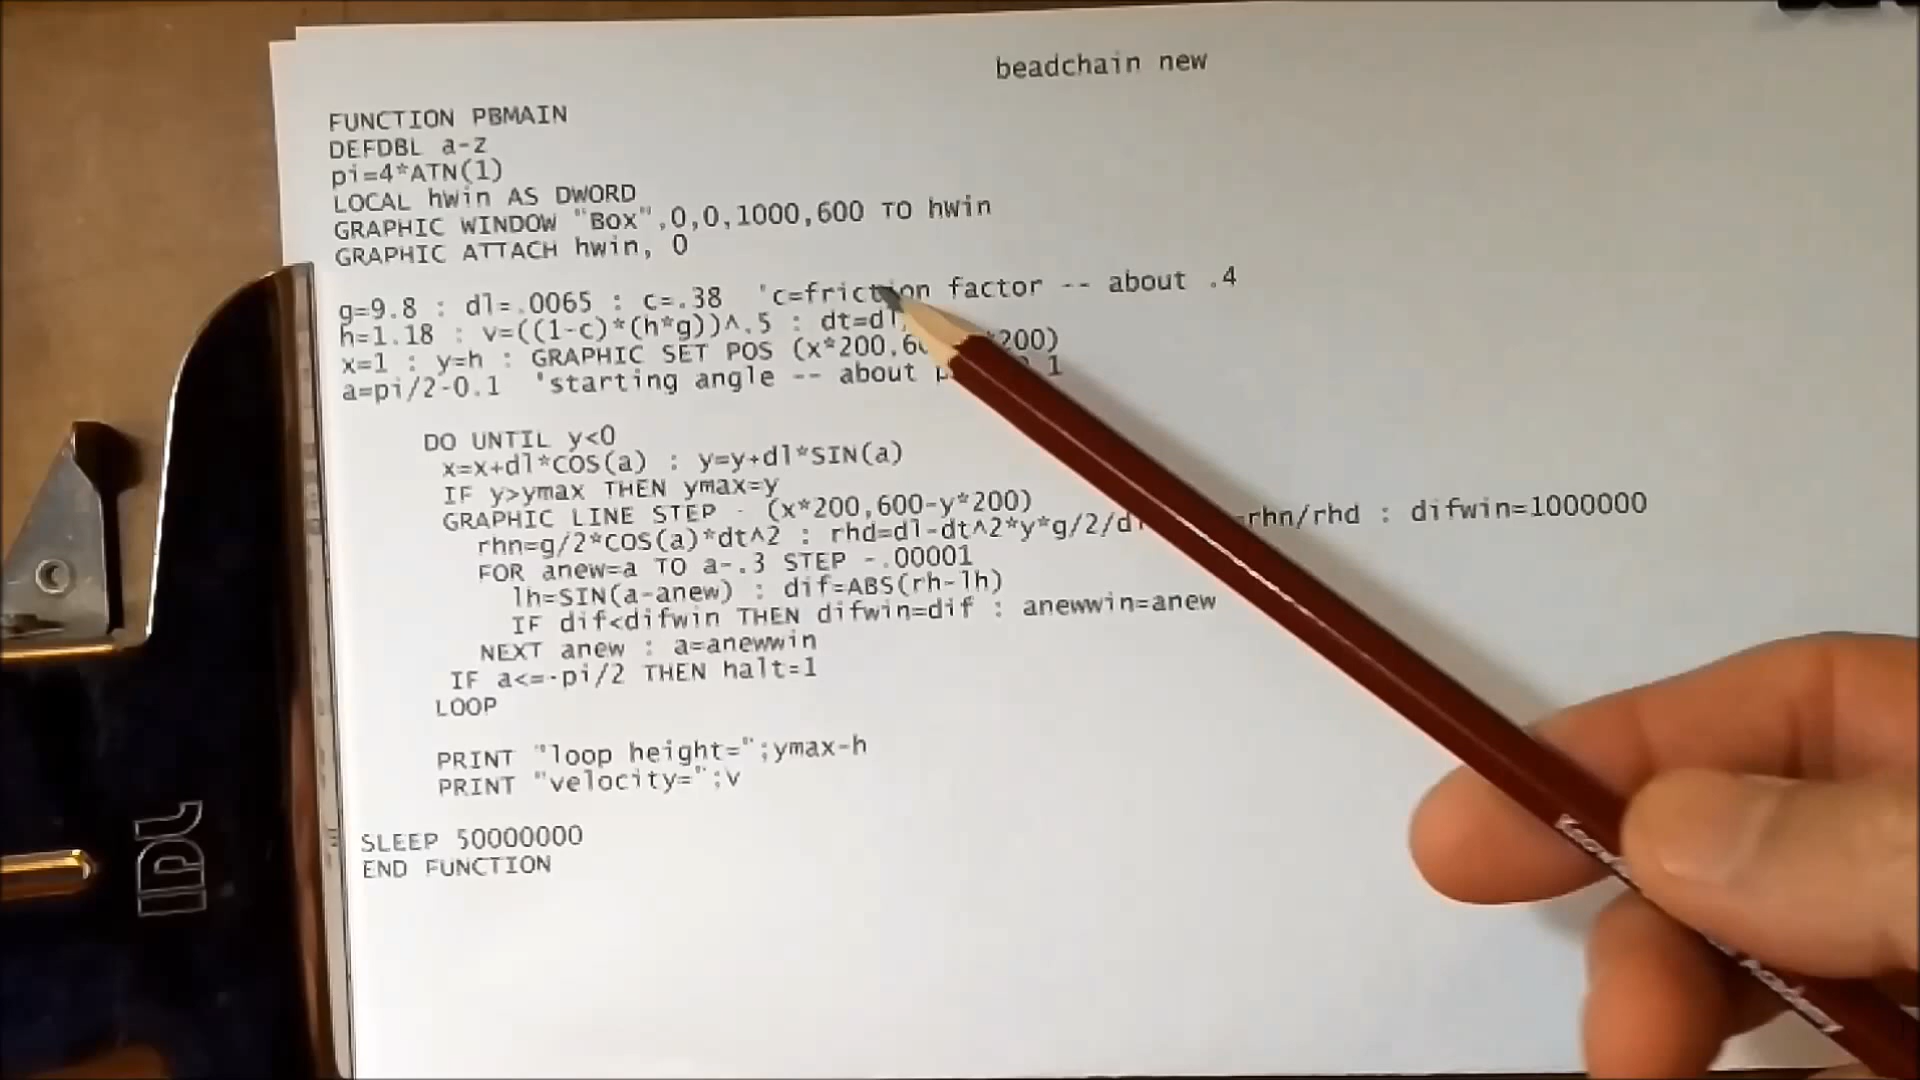 beadchain new
FUNCTION PBMAIN
DEFDBL a-z
pi=4*ATN(1)
LOCAL hwin AS DWORD
GRAPHIC WINDOW "Box",0,0,1000,600 TO hwin
GRAPHIC ATTACH hwin, 0
g=9.8 : dl=.0065 : c=.38 'c=friction factor -- about .4
h=1.18 : v=((1-c)*(h*g))^.5 : dt=dl
x=1 : y=h : GRAPHIC SET POS (x*200,60 *200)
a=pi/2-0.1 'starting angle -- about 1
DO UNTIL y<0
x=x+dl*COS(a) : y=y+dl*SIN(a)
IF y>ymax THEN ymax=y
GRAPHIC LINE STEP - (x*200,600-y*200)
rhn=g/2*COS(a)*dt^2 : rhd=dl-dt^2*y*g/2/d =rhn/rhd : difwin=1000000
FOR anew=a TO a-.3 STEP -.00001
lh=SIN(a-anew) : dif=ABS(rh-lh)
IF dif<difwin THEN difwin=dif : anewwin=anew
NEXT anew : a=anewwin
IF a<=-pi/2 THEN halt=1
LOOP
PRINT "loop height=";ymax-h
PRINT "velocity=";v
SLEEP 50000000
END FUNCTION
IDL